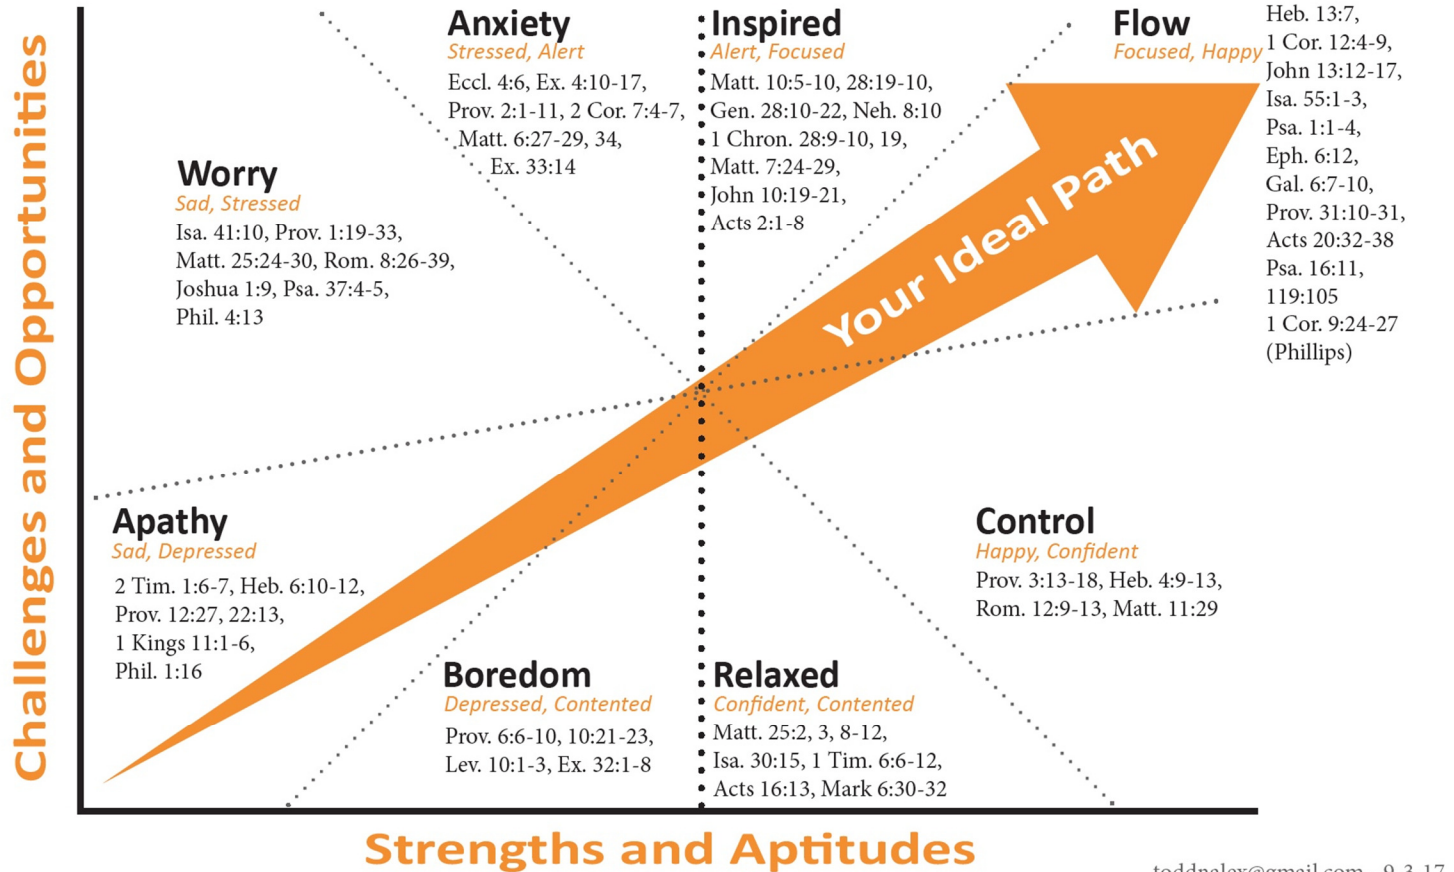 Challenges and Opportunities
Worry
Sad, Stressed
Isa. 41:10, Prov. 1:19-33,
Matt. 25:24-30, Rom. 8:26-39,
Joshua 1:9, Psa. 37:4-5,
Phil. 4:13
Anxiety
Stressed, Alert
Eccl. 4:6, Ex. 4:10-17,
Prov. 2:1-11, 2 Cor. 7:4-7,
Matt. 6:27-29, 34,
Ex. 33:14
Inspired
Alert, Focused
Matt. 10:5-10, 28:19-10,
Gen. 28:10-22, Neh. 8:10
1 Chron. 28:9-10, 19,
Matt. 7:24-29,
John 10:19-21,
Acts 2:1-8
Flow
Focused, Happy
Heb. 13:7,
1 Cor. 12:4-9,
John 13:12-17,
Isa. 55:1-3,
Psa. 1:1-4,
Eph. 6:12,
Gal. 6:7-10,
Prov. 31:10-31,
Acts 20:32-38
Psa. 16:11,
119:105
1 Cor. 9:24-27
(Phillips)
Your Ideal Path
Apathy
Sad, Depressed
2 Tim. 1:6-7, Heb. 6:10-12,
Prov. 12:27, 22:13,
1 Kings 11:1-6,
Phil. 1:16
Boredom
Depressed, Contented
Prov. 6:6-10, 10:21-23,
Lev. 10:1-3, Ex. 32:1-8
Relaxed
Confident, Contented
Matt. 25:2, 3, 8-12,
Isa. 30:15, 1 Tim. 6:6-12,
Acts 16:13, Mark 6:30-32
Control
Happy, Confident
Prov. 3:13-18, Heb. 4:9-13,
Rom. 12:9-13, Matt. 11:29
Strengths and Aptitudes
toddnalex@gmail.com 9-3-17